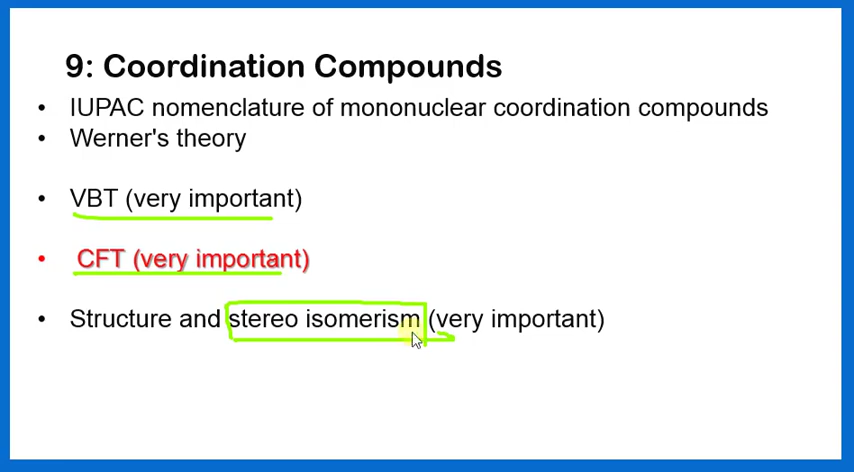 9: Coordination Compounds
• IUPAC nomenclature of mononuclear coordination compounds
• Werner's theory
• VBT (very important)
• CFT (very important)
• Structure and stereo isomerism (very important)